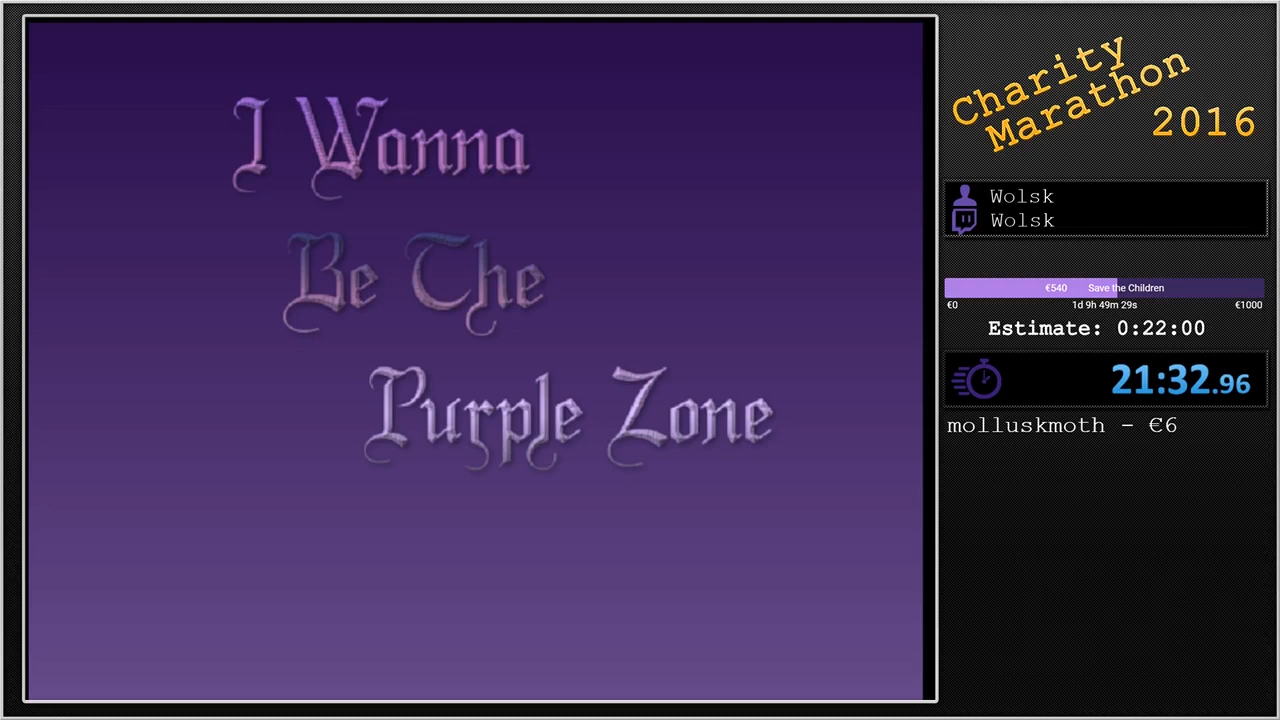 I Wanna
Be The
Purple Zone
Charity
Marathon
2016
Wolsk
Wolsk
€540 Save the Children
€0 1d 9h 49m 29s €1000
Estimate: 0:22:00
21:32.96
molluskmoth - €6